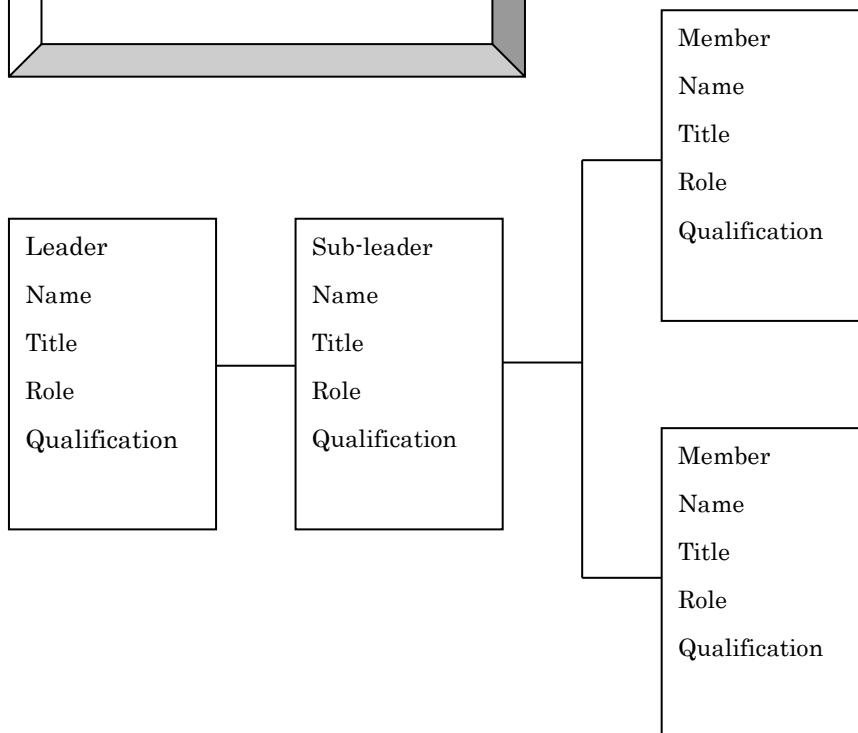 Leader
Name
Title
Role
Qualification
Sub-leader
Name
Title
Role
Qualification
Member
Name
Title
Role
Qualification
Member
Name
Title
Role
Qualification